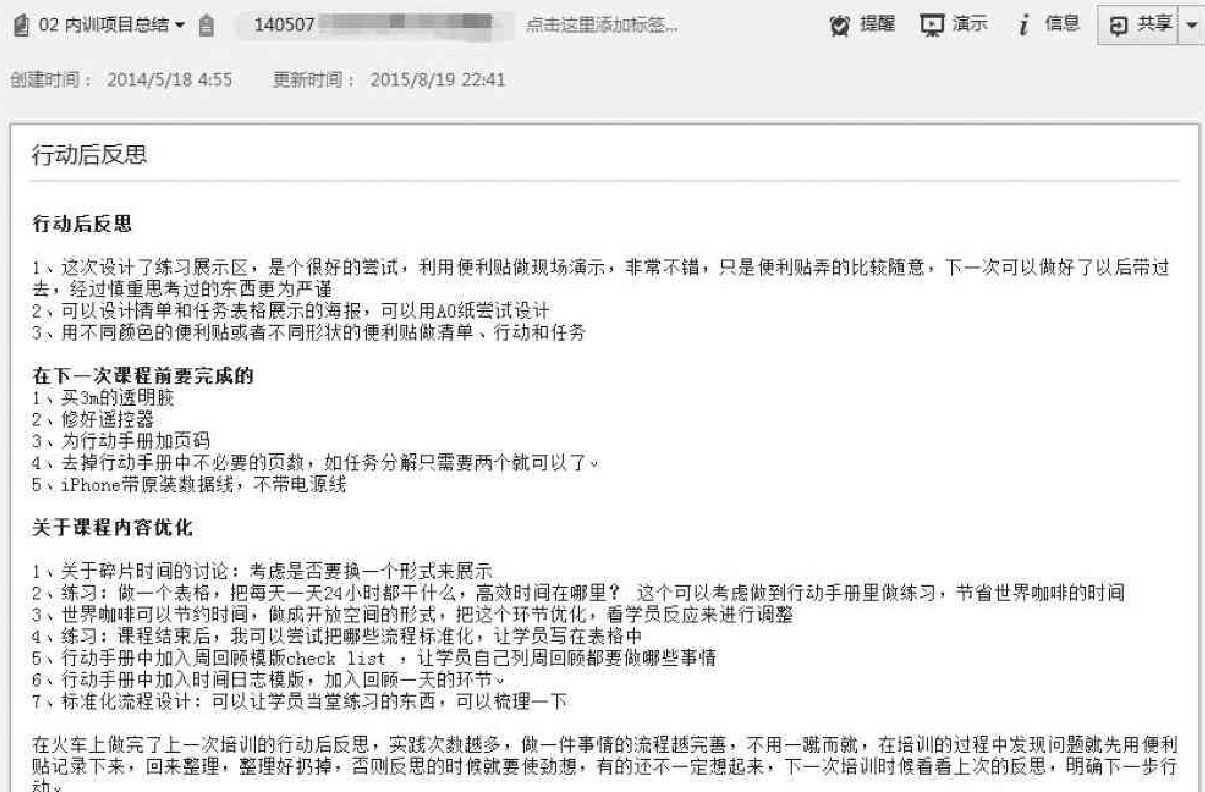 02 内训项目总结 140507 点击这里添加标签... 提醒 演示 i 信息 共享
创建时间： 2014/5/18 4:55 更新时间： 2015/8/19 22:41
行动后反思
行动后反思
1、这次设计了练习展示区，是个很好的尝试，利用便利贴做现场演示，非常不错，只是便利贴弄的比较随意，下一次可以做好了以后带过
去，经过慎重思考过的东西更为严谨
2、可以设计清单和任务表格展示的海报，可以用A0纸尝试设计
3、用不同颜色的便利贴或者不同形状的便利贴做清单、行动和任务
在下一次课程前要完成的
1、买3m的透明胶
2、修好遥控器
3、为行动手册加页码
4、去掉行动手册中不必要的页数，如任务分解只需要两个就可以了。
5、iPhone带原装数据线，不带电源线
关于课程内容优化
1、关于碎片时间的讨论：考虑是否要换一个形式来展示
2、练习：做一个表格，把每天一天24小时都干什么，高效时间在哪里？ 这个可以考虑做到行动手册里做练习，节省世界咖啡的时间
3、世界咖啡可以节约时间，做成开放空间的形式，把这个环节优化，看学员反应来进行调整
4、练习：课程结束后，我可以尝试把哪些流程标准化，让学员写在表格中
5、行动手册中加入周回顾模版check list ，让学员自己列周回顾都要做哪些事情
6、行动手册中加入时间日志模版，加入回顾一天的环节。
7、标准化流程设计：可以让学员当堂练习的东西，可以梳理一下
在火车上做完了上一次培训的行动后反思，实践次数越多，做一件事情的流程越完善，不用一蹴而就，在培训的过程中发现问题就先用便利
贴记录下来，回来整理，整理好扔掉，否则反思的时候就要使劲想，有的还不一定想起来，下一次培训时候看看上次的反思，明确下一步行
动。